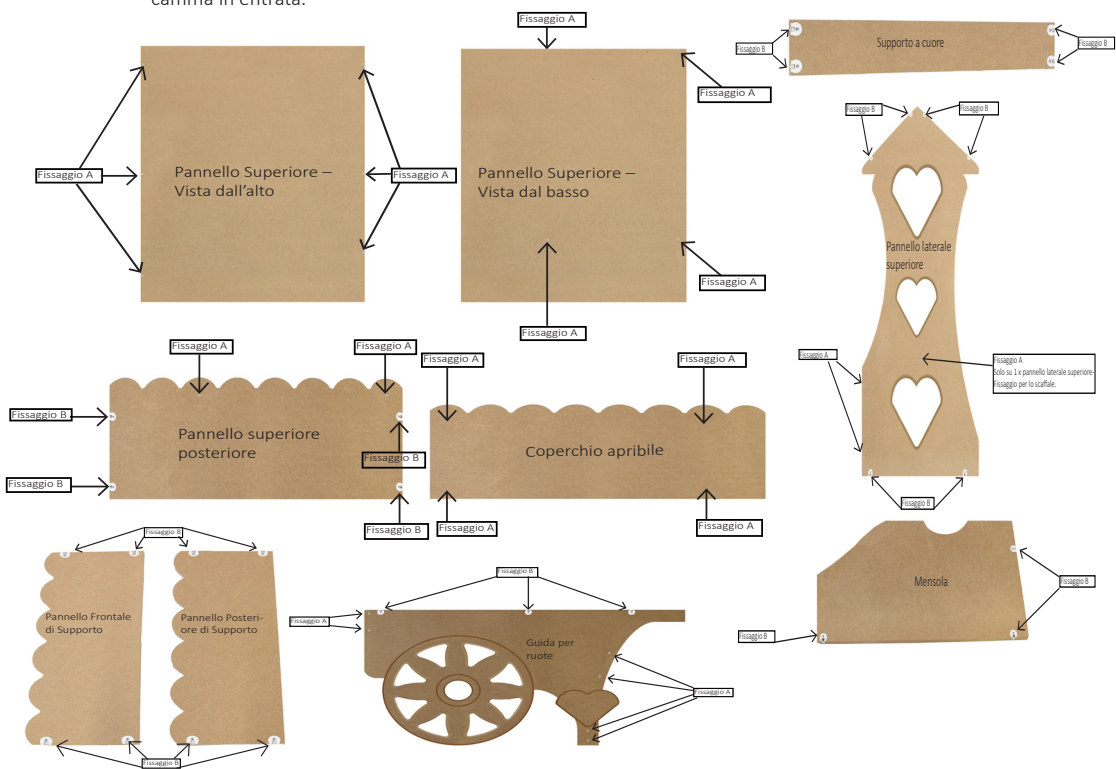 camma in entrata.
Fissaggio A
Pannello Superiore –
Vista dall'alto
Fissaggio A
Fissaggio A
Pannello Superiore –
Vista dal basso
Fissaggio A
Fissaggio A
Fissaggio A
Fissaggio B
Supporto a cuore
Fissaggio B
Fissaggio B
Fissaggio B
Pannello laterale
superiore
Fissaggio A
Fissaggio A
Solo su 1 x pannello laterale superiore-
Fissaggio per lo scaffale.
Fissaggio B
Fissaggio A
Fissaggio A
Fissaggio B
Fissaggio B
Pannello superiore
posteriore
Fissaggio B
Fissaggio B
Fissaggio A
Fissaggio A
Coperchio apribile
Fissaggio A
Fissaggio A
Fissaggio B
Pannello Frontale
di Supporto
Pannello Posteri-
ore di Supporto
Fissaggio B
Fissaggio B
Fissaggio A
Guida per
ruote
Fissaggio A
Mensola
Fissaggio B
Fissaggio B